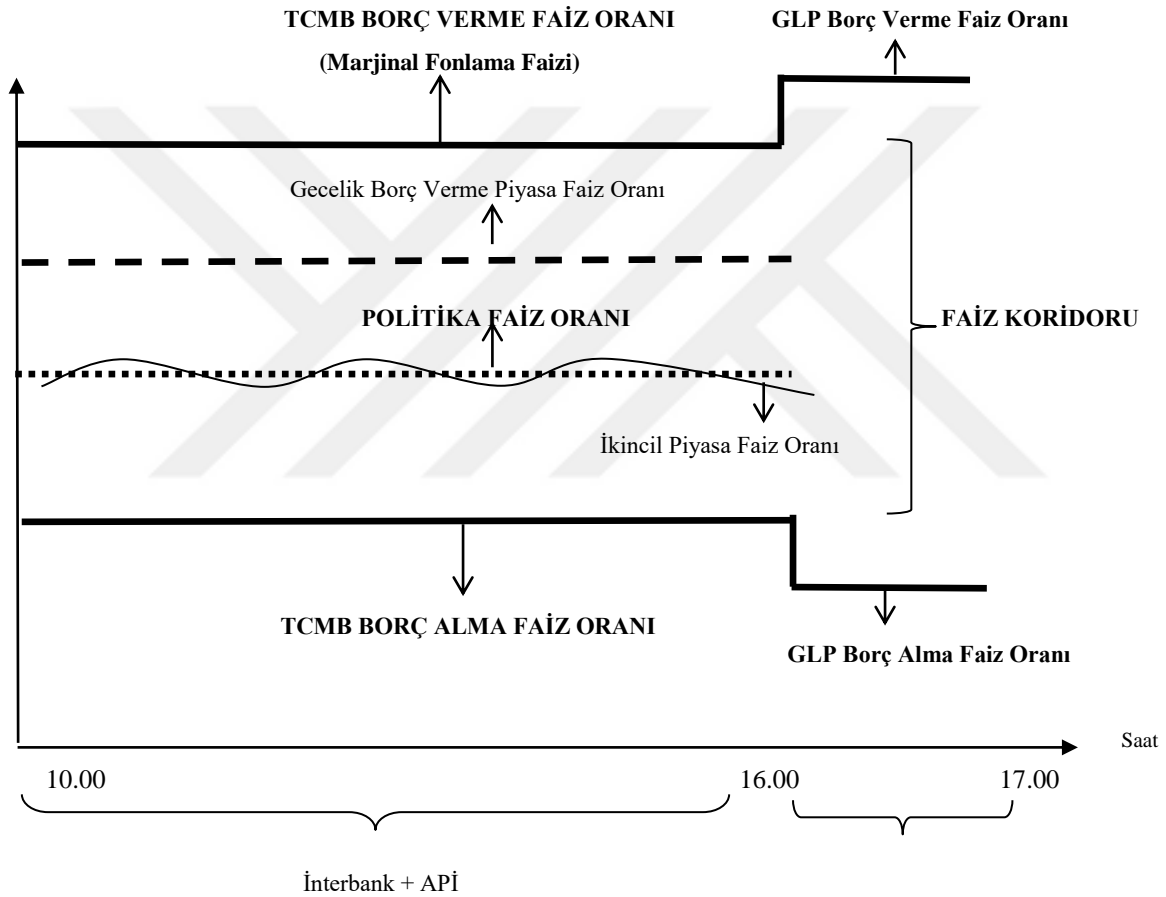 TCMB BORÇ VERME FAİZ ORANI
(Marjinal Fonlama Faizi)
GLP Borç Verme Faiz Oranı
Gecelik Borç Verme Piyasa Faiz Oranı
POLİTİKA FAİZ ORANI
FAİZ KORİDORU
İkincil Piyasa Faiz Oranı
TCMB BORÇ ALMA FAİZ ORANI
GLP Borç Alma Faiz Oranı
Saat
10.00
16.00
17.00
İnterbank + APİ